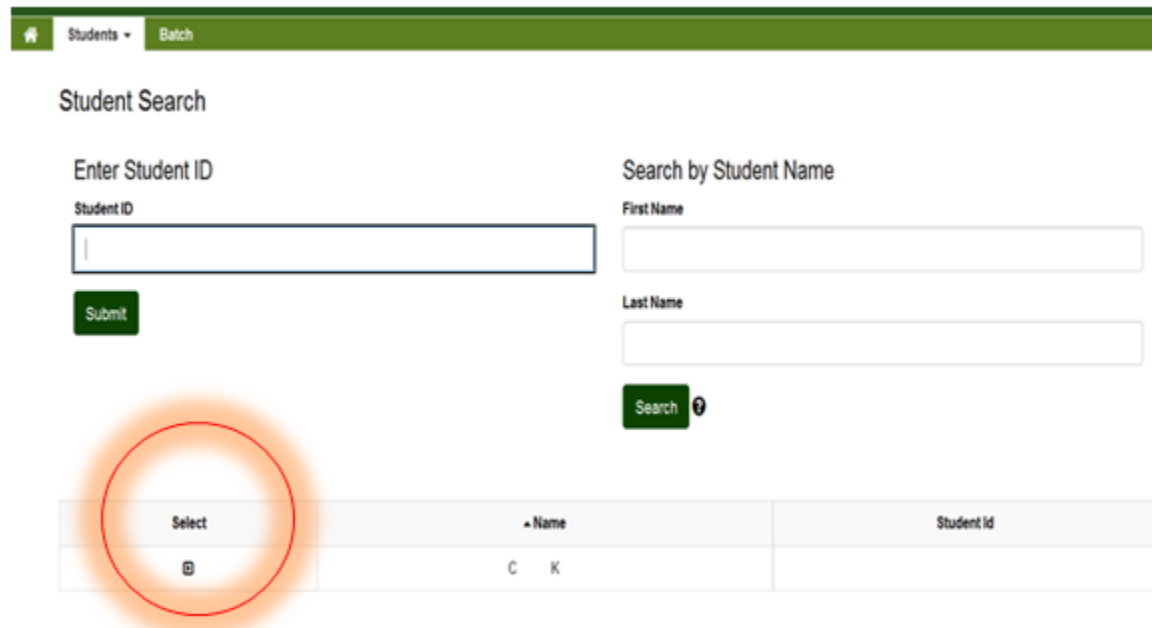 Students Batch
Student Search
Enter Student ID
Student ID
Submit
Search by Student Name
First Name
Last Name
Search ?
Select Name Student Id
C K